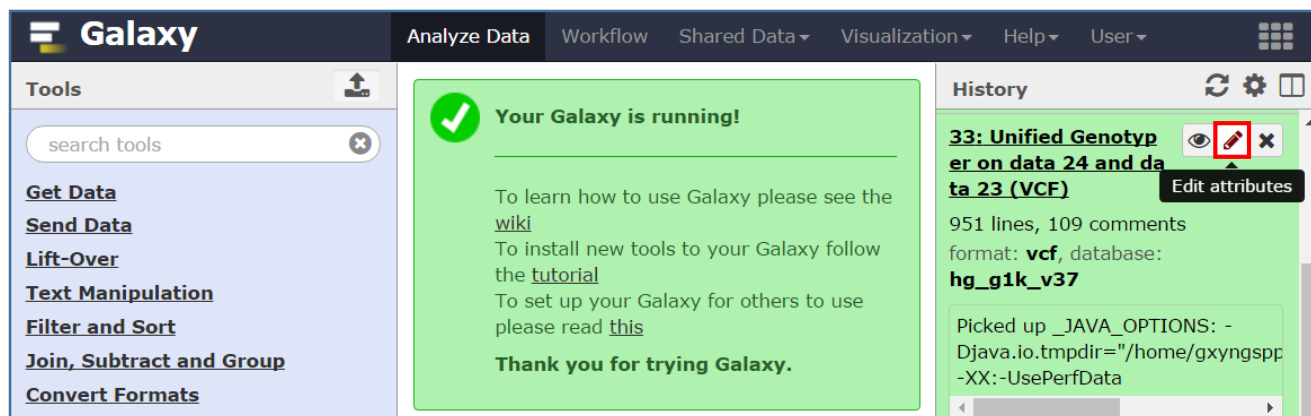 Galaxy
Analyze Data Workflow Shared Data Visualization Help User
Tools
search tools
Get Data
Send Data
Lift-Over
Text Manipulation
Filter and Sort
Join, Subtract and Group
Convert Formats
Your Galaxy is running!
To learn how to use Galaxy please see the
wiki
To install new tools to your Galaxy follow
the tutorial
To set up your Galaxy for others to use
please read this
Thank you for trying Galaxy.
History
33: Unified Genotyp
er on data 24 and da
ta 23 (VCF)
Edit attributes
951 lines, 109 comments
format: vcf, database:
hg_g1k_v37
Picked up _JAVA_OPTIONS: -
Djava.io.tmpdir="/home/gxyngspp
-XX:-UsePerfData